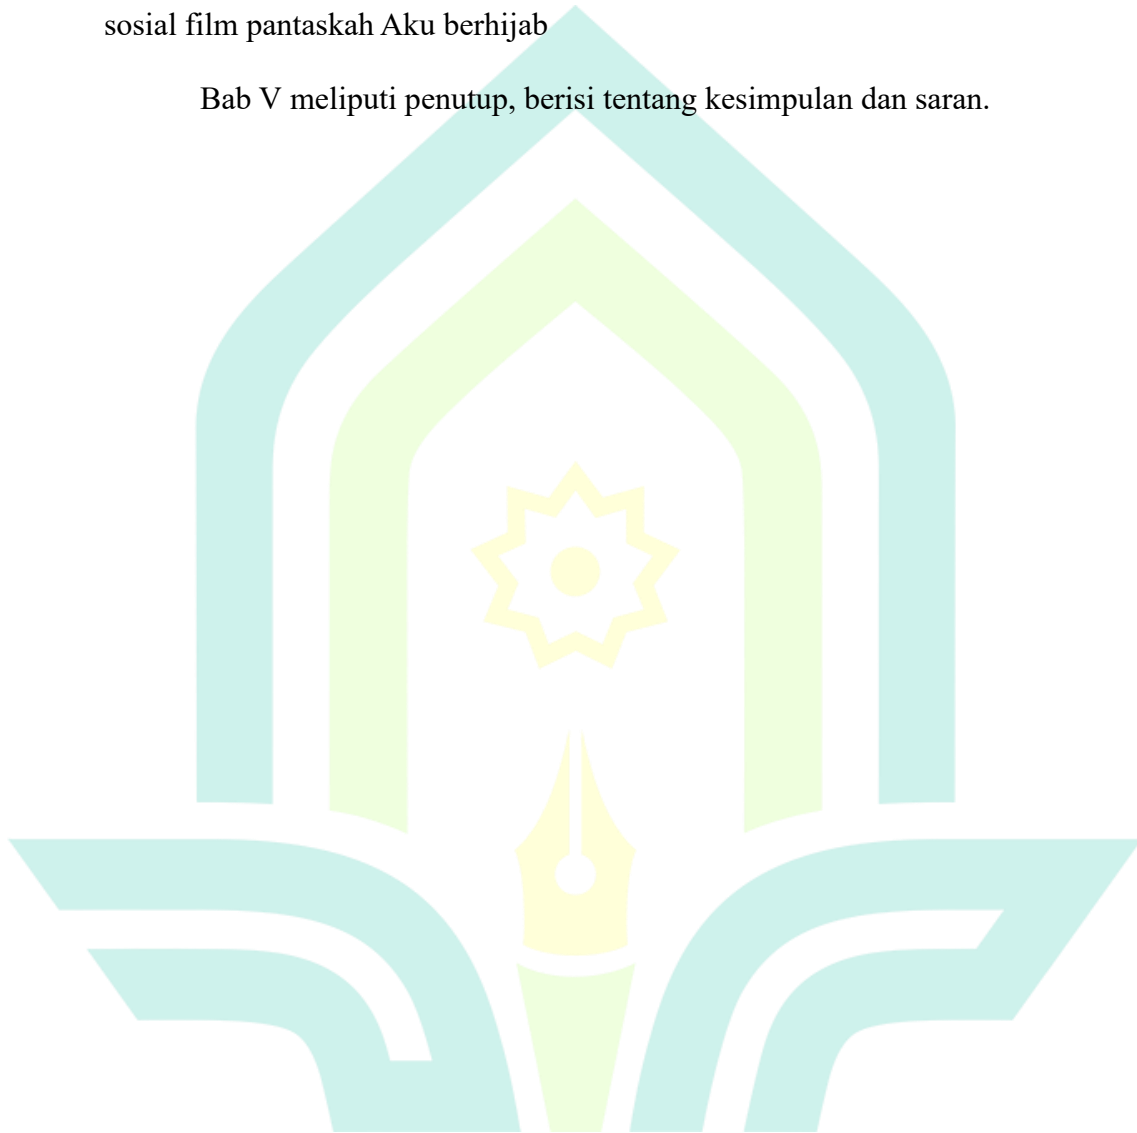 sosial film pantaskah Aku berhijab
Bab V meliputi penutup, berisi tentang kesimpulan dan saran.